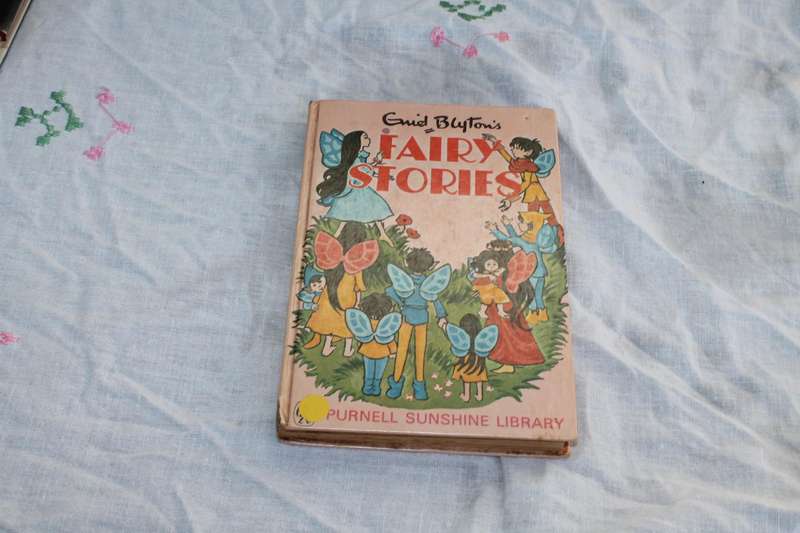 Enid Blyton's
FAIRY
STORIES
PURNELL SUNSHINE LIBRARY